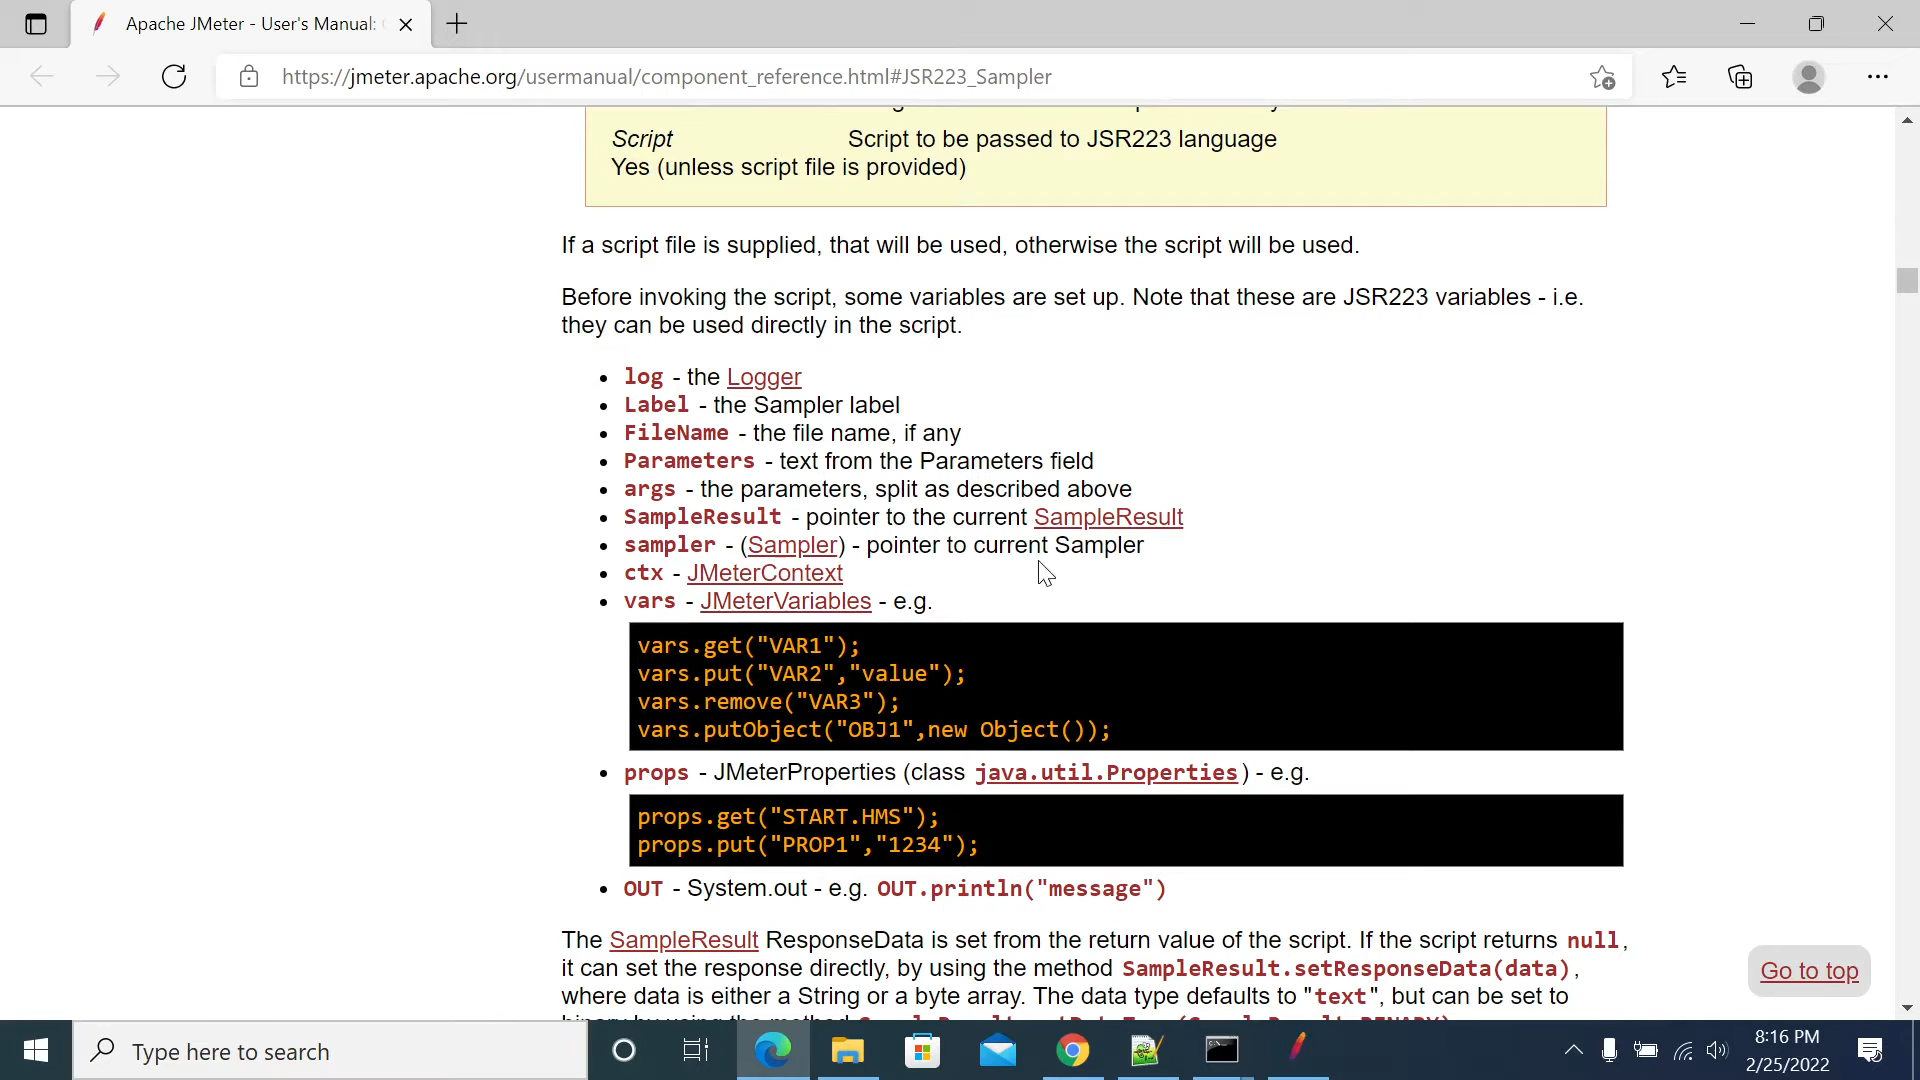 Apache JMeter - User's Manual:
https://jmeter.apache.org/usermanual/component_reference.html#JSR223_Sampler
Script Script to be passed to JSR223 language
Yes (unless script file is provided)
If a script file is supplied, that will be used, otherwise the script will be used.
Before invoking the script, some variables are set up. Note that these are JSR223 variables - i.e.
they can be used directly in the script.
• log - the Logger
• Label - the Sampler label
• FileName - the file name, if any
• Parameters - text from the Parameters field
• args - the parameters, split as described above
• SampleResult - pointer to the current SampleResult
• sampler - (Sampler) - pointer to current Sampler
• ctx - JMeterContext
• vars - JMeterVariables - e.g.
vars.get("VAR1");
vars.put("VAR2","value");
vars.remove("VAR3");
vars.putObject("OBJ1",new Object());
• props - JMeterProperties (class java.util.Properties) - e.g.
props.get("START.HMS");
props.put("PROP1","1234");
• OUT - System.out - e.g. OUT.println("message")
The SampleResult ResponseData is set from the return value of the script. If the script returns null,
it can set the response directly, by using the method SampleResult.setResponseData(data),
where data is either a String or a byte array. The data type defaults to "text", but can be set to
Go to top
Type here to search
8:16 PM
2/25/2022